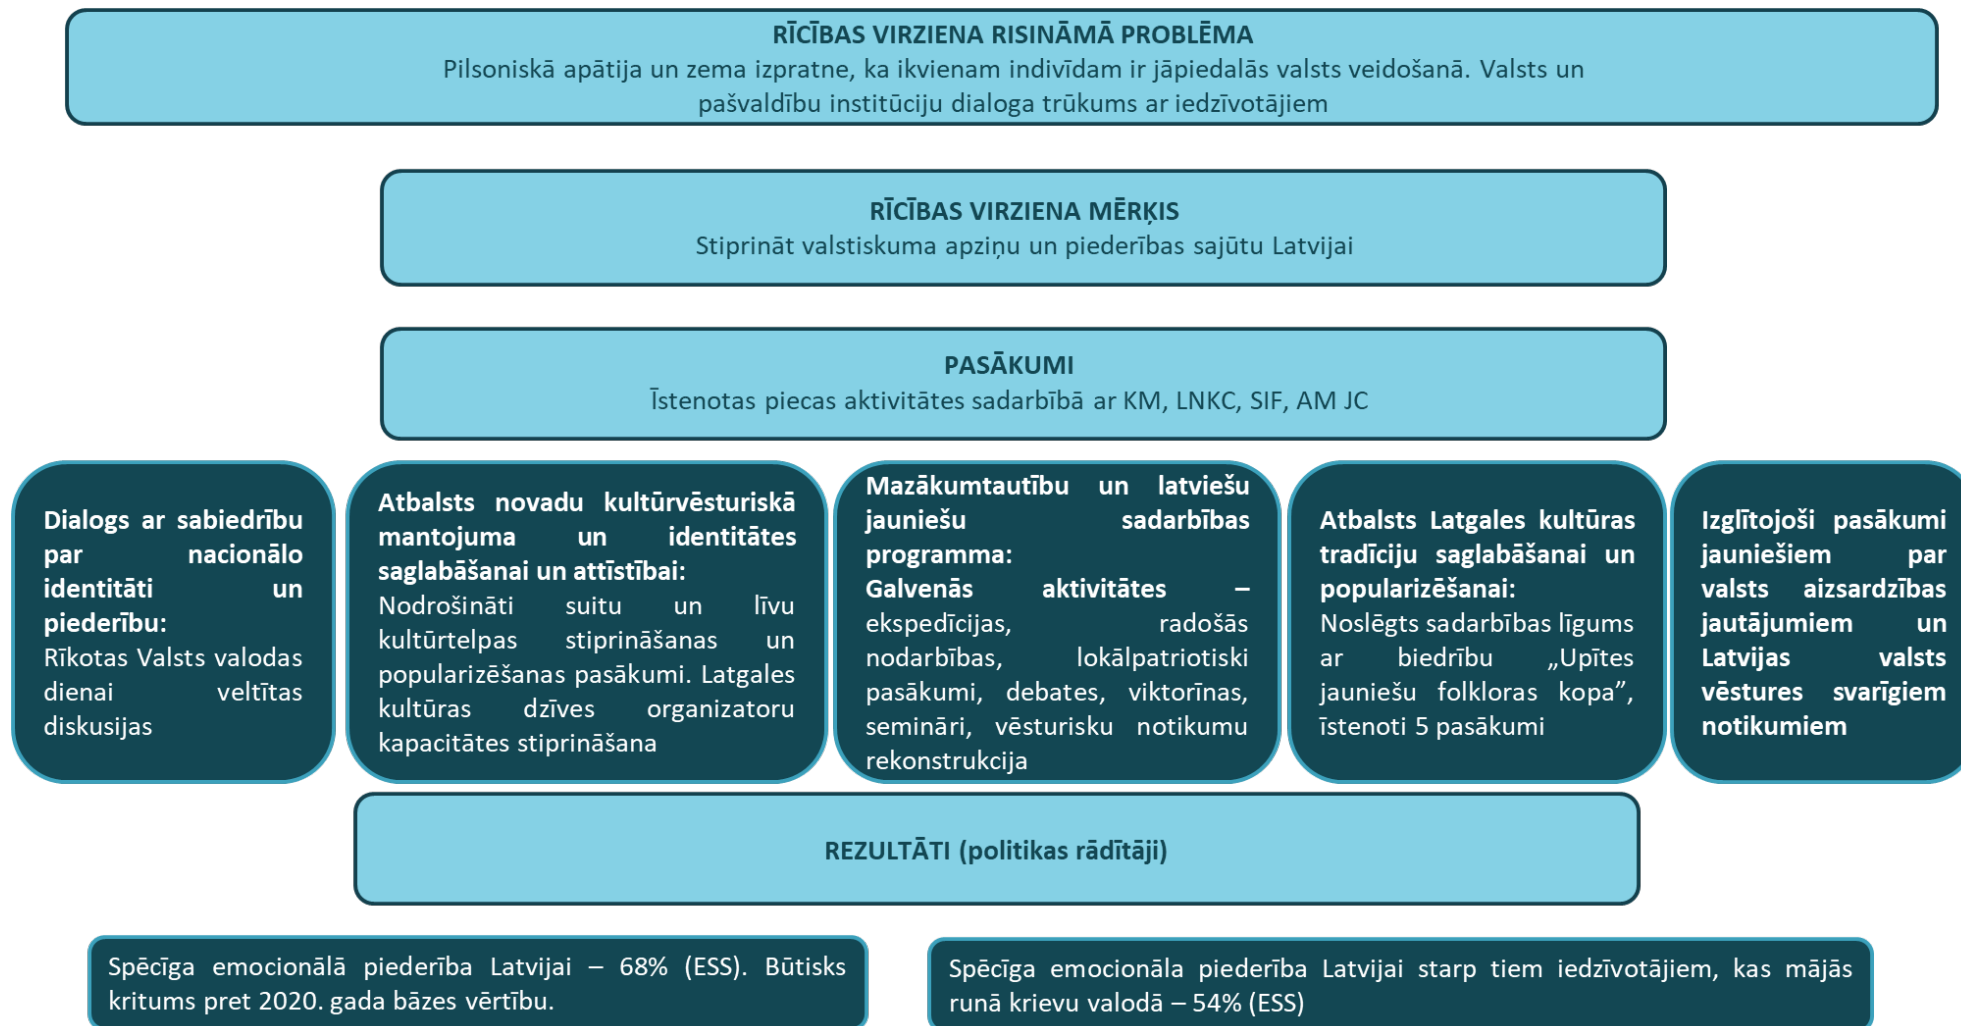 RĪCĪBAS VIRZIENA RISINĀMĀ PROBLĒMA
Pilsoniskā apātija un zema izpratne, ka ikvienam indivīdam ir jāpiedalās valsts veidošanā. Valsts un
pašvaldību institūciju dialoga trūkums ar iedzīvotājiem
RĪCĪBAS VIRZIENA MĒRĶIS
Stiprināt valstiskuma apziņu un piederības sajūtu Latvijai
PASĀKUMI
Īstenotas piecas aktivitātes sadarbībā ar KM, LNKC, SIF, AM JC
Dialogs ar sabiedrību
par nacionālo
identitāti un
piederību:
Rīkotas Valsts valodas
dienai veltītas
diskusijas
Atbalsts novadu kultūrvēsturiskā
mantojuma un identitātes
saglabāšanai un attīstībai:
Nodrošināti suitu un līvu
kultūrtelpas stiprināšanas un
popularizēšanas pasākumi. Latgales
kultūras dzīves organizatoru
kapacitātes stiprināšana
Mazākumtautību un latviešu
jauniešu sadarbības
programma:
Galvenās aktivitātes –
ekspedīcijas, radošās
nodarbības, lokālpatriotiski
pasākumi, debates, viktorīnas,
semināri, vēsturisku notikumu
rekonstrukcija
Atbalsts Latgales kultūras
tradīciju saglabāšanai un
popularizēšanai:
Noslēgts sadarbības līgums
ar biedrību „Upītes
jauniešu folkloras kopa”,
īstenoti 5 pasākumi
Izglītojoši pasākumi
jauniešiem par
valsts aizsardzības
jautājumiem un
Latvijas valsts
vēstures svarīgiem
notikumiem
REZULTĀTI (politikas rādītāji)
Spēcīga emocionālā piederība Latvijai – 68% (ESS). Būtisks
kritums pret 2020. gada bāzes vērtību.
Spēcīga emocionāla piederība Latvijai starp tiem iedzīvotājiem, kas mājās
runā krievu valodā – 54% (ESS)